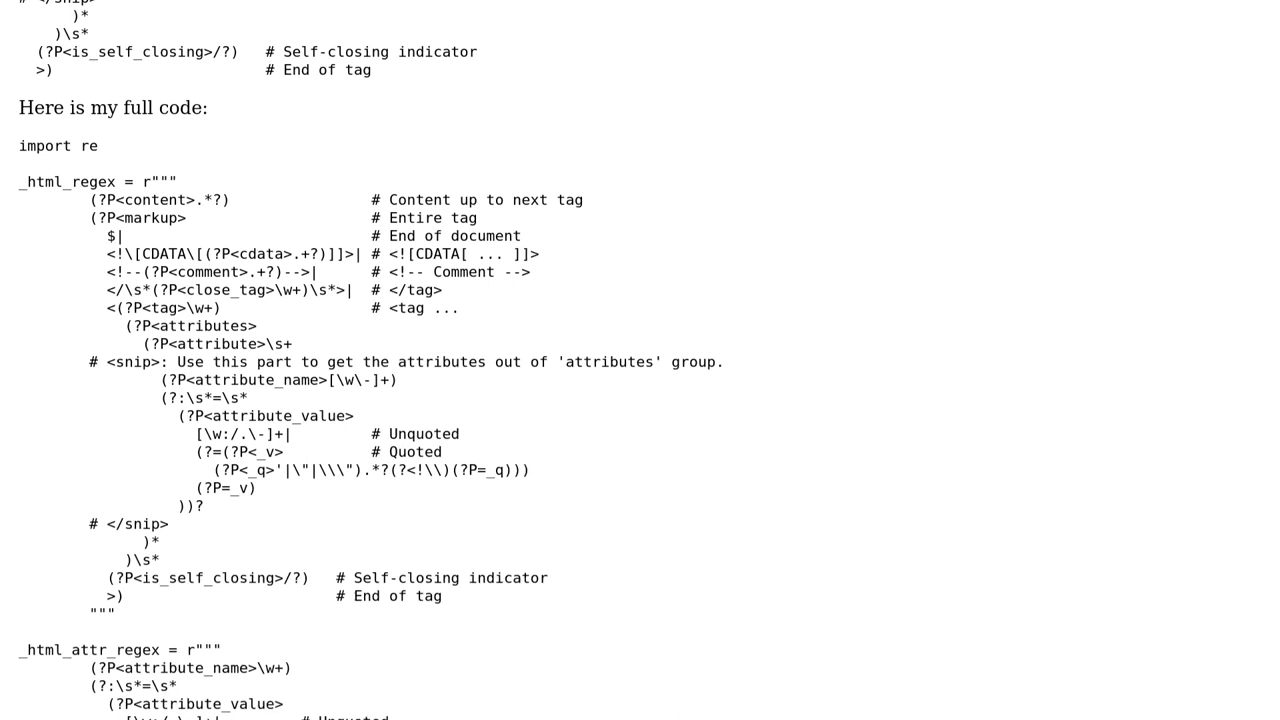 # </snip>
)*
)\s*
(?P<is_self_closing>/?)   # Self-closing indicator
>)                        # End of tag
Here is my full code:
import re
_html_regex = r"""
        (?P<content>.*?)                # Content up to next tag
        (?P<markup>                     # Entire tag
          $|                            # End of document
          <!\[CDATA\[(?P<cdata>.+?)]]>| # <![CDATA[ ... ]]>
          <!--(?P<comment>.+?)-->|      # <!-- Comment -->
          </\s*(?P<close_tag>\w+)\s*>|  # </tag>
          <(?P<tag>\w+)                 # <tag ...
            (?P<attributes>
              (?P<attribute>\s+
        # <snip>: Use this part to get the attributes out of 'attributes' group.
                (?P<attribute_name>[\w\-]+)
                (?:\s*=\s*
                  (?P<attribute_value>
                    [\w:/.\-]+|         # Unquoted
                    (?=(?P<_v>          # Quoted
                      (?P<_q>'|\"|\\\").*?(?<!\\)(?P=_q)))
                    (?P=_v)
                  ))?
        # </snip>
              )*
            )\s*
          (?P<is_self_closing>/?)   # Self-closing indicator
          >)                        # End of tag
        """
_html_attr_regex = r"""
        (?P<attribute_name>\w+)
        (?:\s*=\s*
          (?P<attribute_value>
            [\w:/.\-]+|         # Unquoted